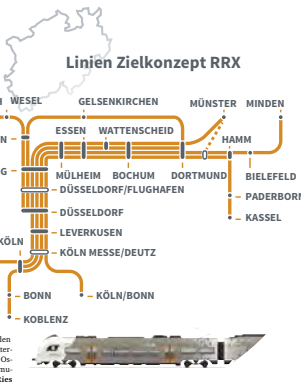 Linien Zielkonzept RRX
WESEL
GELSENKIRCHEN
MÜNSTER
MINDEN
ESSEN
WATTENSCHEID
HAMM
MÜLHEIM
BOCHUM
DORTMUND
BIELEFELD
DÜSSELDORF/FLUGHAFEN
PADERBORN
DÜSSELDORF
KASSEL
LEVERKUSEN
KÖLN
KÖLN MESSE/DEUTZ
BONN
KÖLN/BONN
KOBLENZ